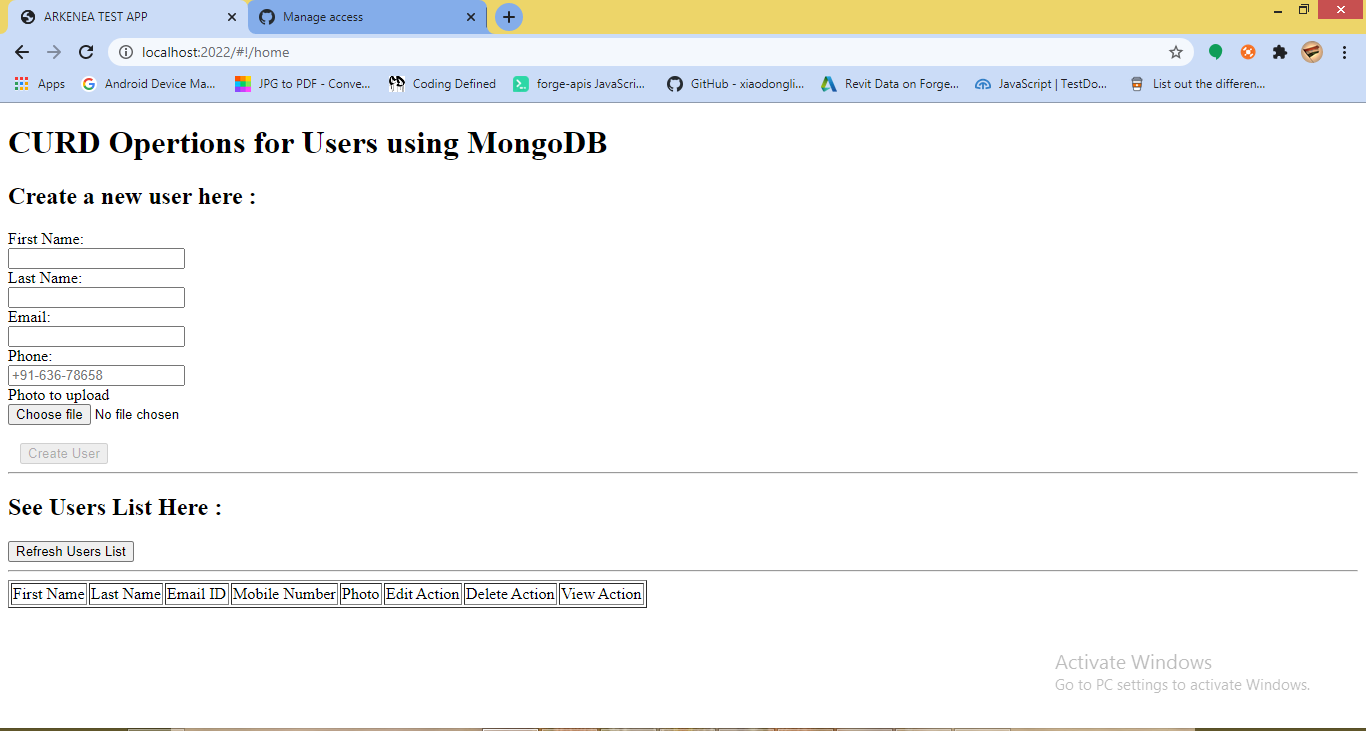 ARKENEA TEST APP
Manage access
localhost:2022/#!/home
Apps
Android Device Ma...
JPG to PDF - Conve...
Coding Defined
forge-apis JavaScri...
GitHub - xiaodongli...
Revit Data on Forge...
JavaScript | TestDo...
List out the differen...
CURD Opertions for Users using MongoDB
Create a new user here :
First Name:
Last Name:
Email:
Phone:
+91-636-78658
Photo to upload
Choose file No file chosen
Create User
See Users List Here :
Refresh Users List
First Name Last Name Email ID Mobile Number Photo Edit Action Delete Action View Action
Activate Windows
Go to PC settings to activate Windows.